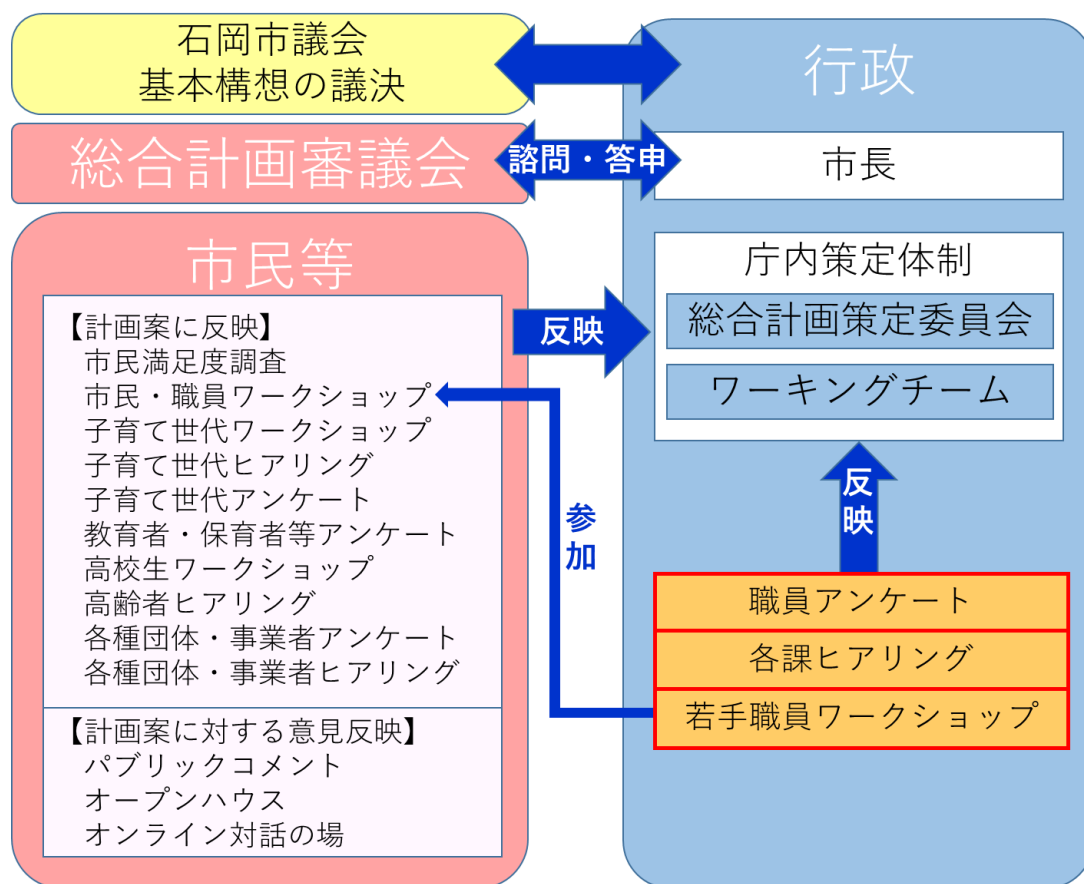 石岡市議会
基本構想の議決
総合計画審議会
諮問・答申
行政
市長
市民等
【計画案に反映】
市民満足度調査
市民・職員ワークショップ
子育て世代ワークショップ
子育て世代ヒアリング
子育て世代アンケート
教育者・保育者等アンケート
高校生ワークショップ
高齢者ヒアリング
各種団体・事業者アンケート
各種団体・事業者ヒアリング
【計画案に対する意見反映】
パブリックコメント
オープンハウス
オンライン対話の場
反映
参加
庁内策定体制
総合計画策定委員会
ワーキングチーム
反映
職員アンケート
各課ヒアリング
若手職員ワークショップ